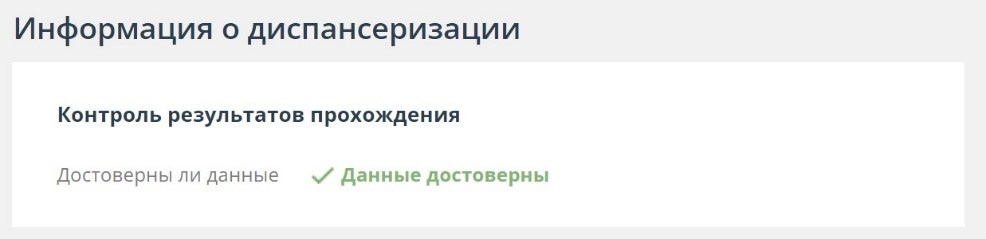 Информация о диспансеризации
Контроль результатов прохождения
Достоверны ли данные Данные достоверны